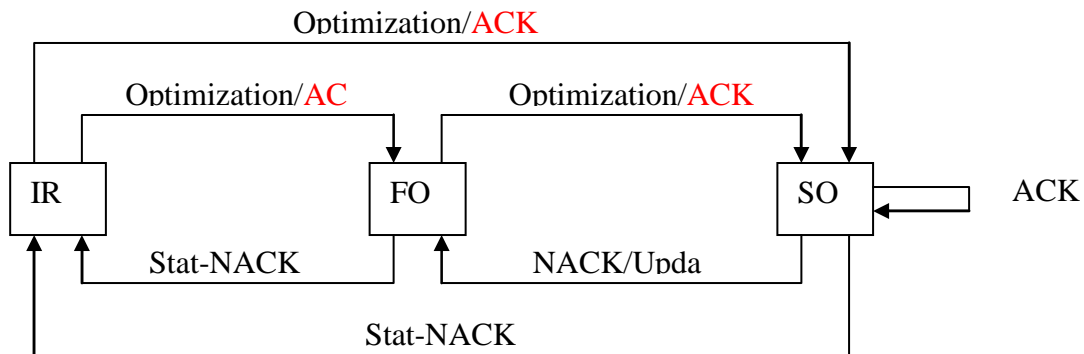 Optimization/ACK
Optimization/AC
Optimization/ACK
IR
FO
SO
ACK
Stat-NACK
NACK/Upda
Stat-NACK